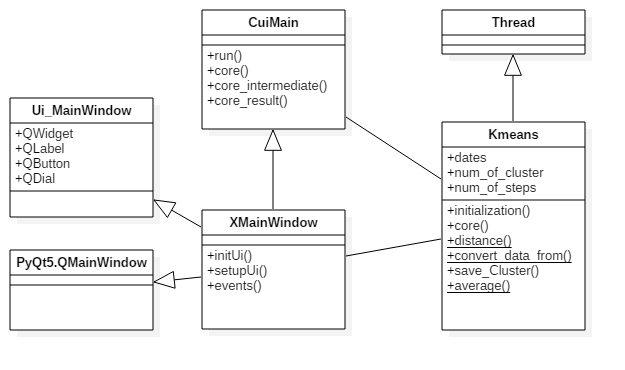 CuiMain
+run()
+core()
+core_intermediate()
+core_result()
Thread
Ui_MainWindow
+QWidget
+QLabel
+QButton
+QDial
Kmeans
+dates
+num_of_cluster
+num_of_steps
+initialization()
+core()
+distance()
+convert_data_from()
+save_Cluster()
+average()
XMainWindow
+initUi()
+setupUi()
+events()
PyQt5.QMainWindow